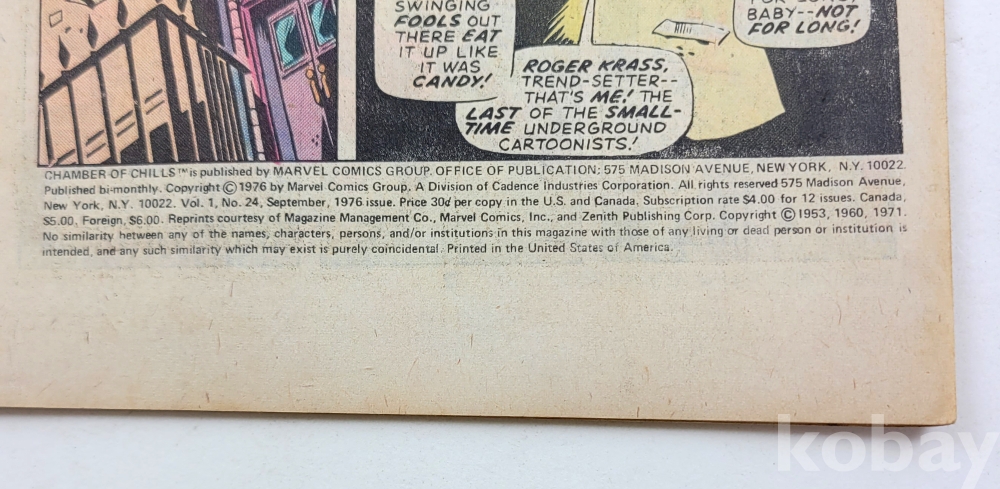 SWINGING
FOOLS OUT
THERE EAT
IT UP LIKE
IT WAS
CANDY!
BABY--NOT
FOR LONG!
ROGER KRASS,
TREND-SETTER--
THAT'S ME! THE
LAST OF THE SMALL-
TIME UNDERGROUND
CARTOONISTS!
CHAMBER OF CHILLS™ is published by MARVEL COMICS GROUP. OFFICE OF PUBLICATION: 575 MADISON AVENUE, NEW YORK, N.Y. 10022.
Published bi-monthly. Copyright © 1976 by Marvel Comics Group, A Division of Cadence Industries Corporation. All rights reserved 575 Madison Avenue,
New York, N.Y. 10022. Vol. 1, No. 24, September, 1976 issue. Price 30¢ per copy in the U.S. and Canada. Subscription rate $4.00 for 12 issues. Canada,
$5.00. Foreign, $6.00. Reprints courtesy of Magazine Management Co., Marvel Comics, Inc., and Zenith Publishing Corp. Copyright © 1953, 1960, 1971.
No similarity between any of the names, characters, persons, and/or institutions in this magazine with those of any living or dead person or institution is
intended, and any such similarity which may exist is purely coincidental. Printed in the United States of America.
kobay